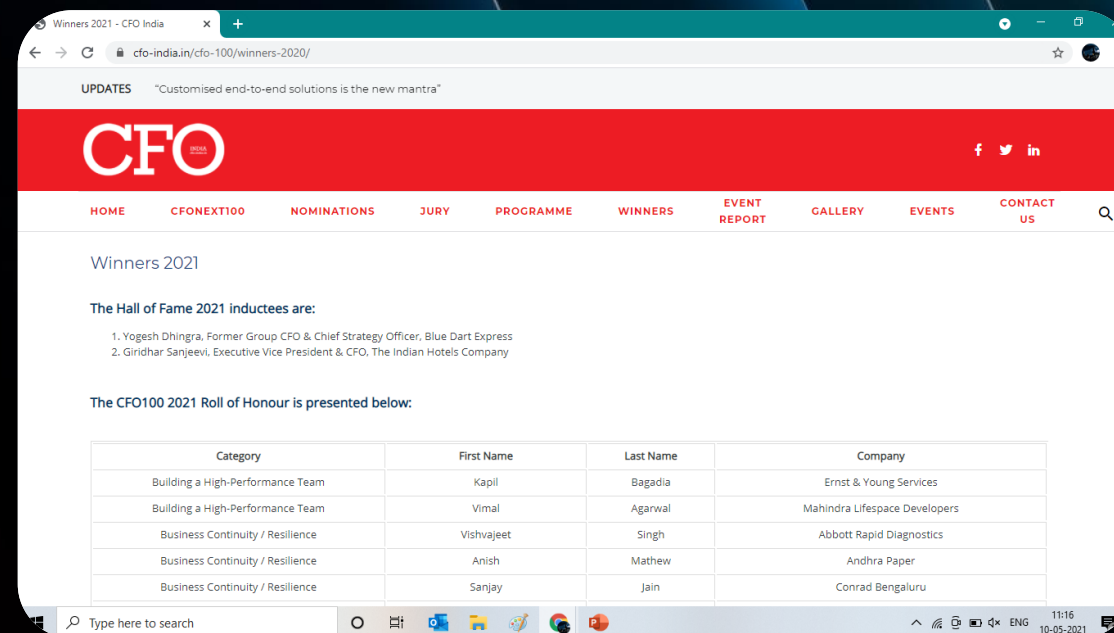 Winners 2021 - CFO India
cfo-india.in/cfo-100/winners-2020/
UPDATES "Customised end-to-end solutions is the new mantra"
CFO
HOME CFONEXT100 NOMINATIONS JURY PROGRAMME WINNERS EVENT REPORT GALLERY EVENTS CONTACT US
Winners 2021
The Hall of Fame 2021 inductees are:
1. Yogesh Dhingra, Former Group CFO & Chief Strategy Officer, Blue Dart Express
2. Giridhar Sanjeevi, Executive Vice President & CFO, The Indian Hotels Company
The CFO100 2021 Roll of Honour is presented below:
Category First Name Last Name Company
Building a High-Performance Team Kapil Bagadia Ernst & Young Services
Building a High-Performance Team Vimal Agarwal Mahindra Lifespace Developers
Business Continuity / Resilience Vishvajeet Singh Abbott Rapid Diagnostics
Business Continuity / Resilience Anish Mathew Andhra Paper
Business Continuity / Resilience Sanjay Jain Conrad Bengaluru
Type here to search ENG 11:16
10-05-2021